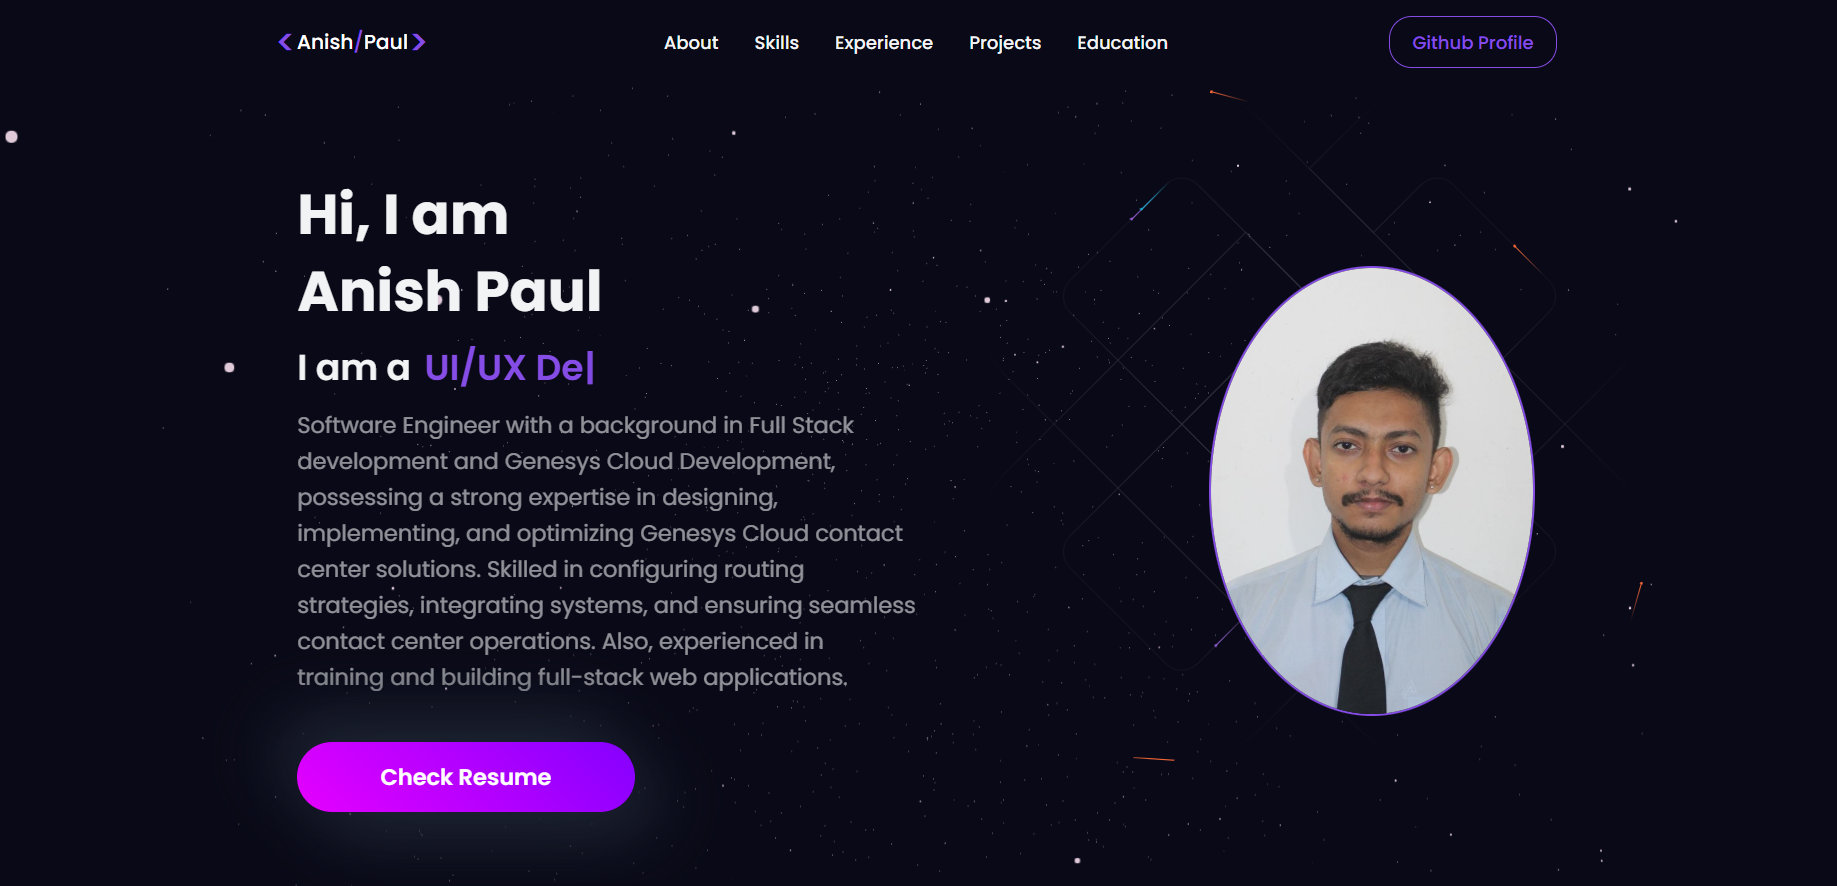 < Anish/Paul >
About Skills Experience Projects Education
Github Profile
Hi, I am
Anish Paul
I am a UI/UX De|
Software Engineer with a background in Full Stack
development and Genesys Cloud Development,
possessing a strong expertise in designing,
implementing, and optimizing Genesys Cloud contact
center solutions. Skilled in configuring routing
strategies, integrating systems, and ensuring seamless
contact center operations. Also, experienced in
training and building full-stack web applications.
Check Resume